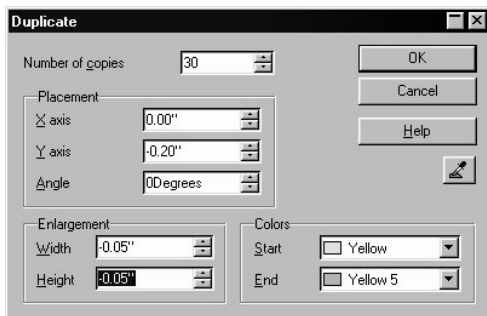 Duplicate
Number of copies 30
OK
Cancel
Help
Placement
X axis 0.00"
Y axis -0.20"
Angle 0Degrees
Enlargement
Width -0.05"
Height -0.05"
Colors
Start Yellow
End Yellow 5